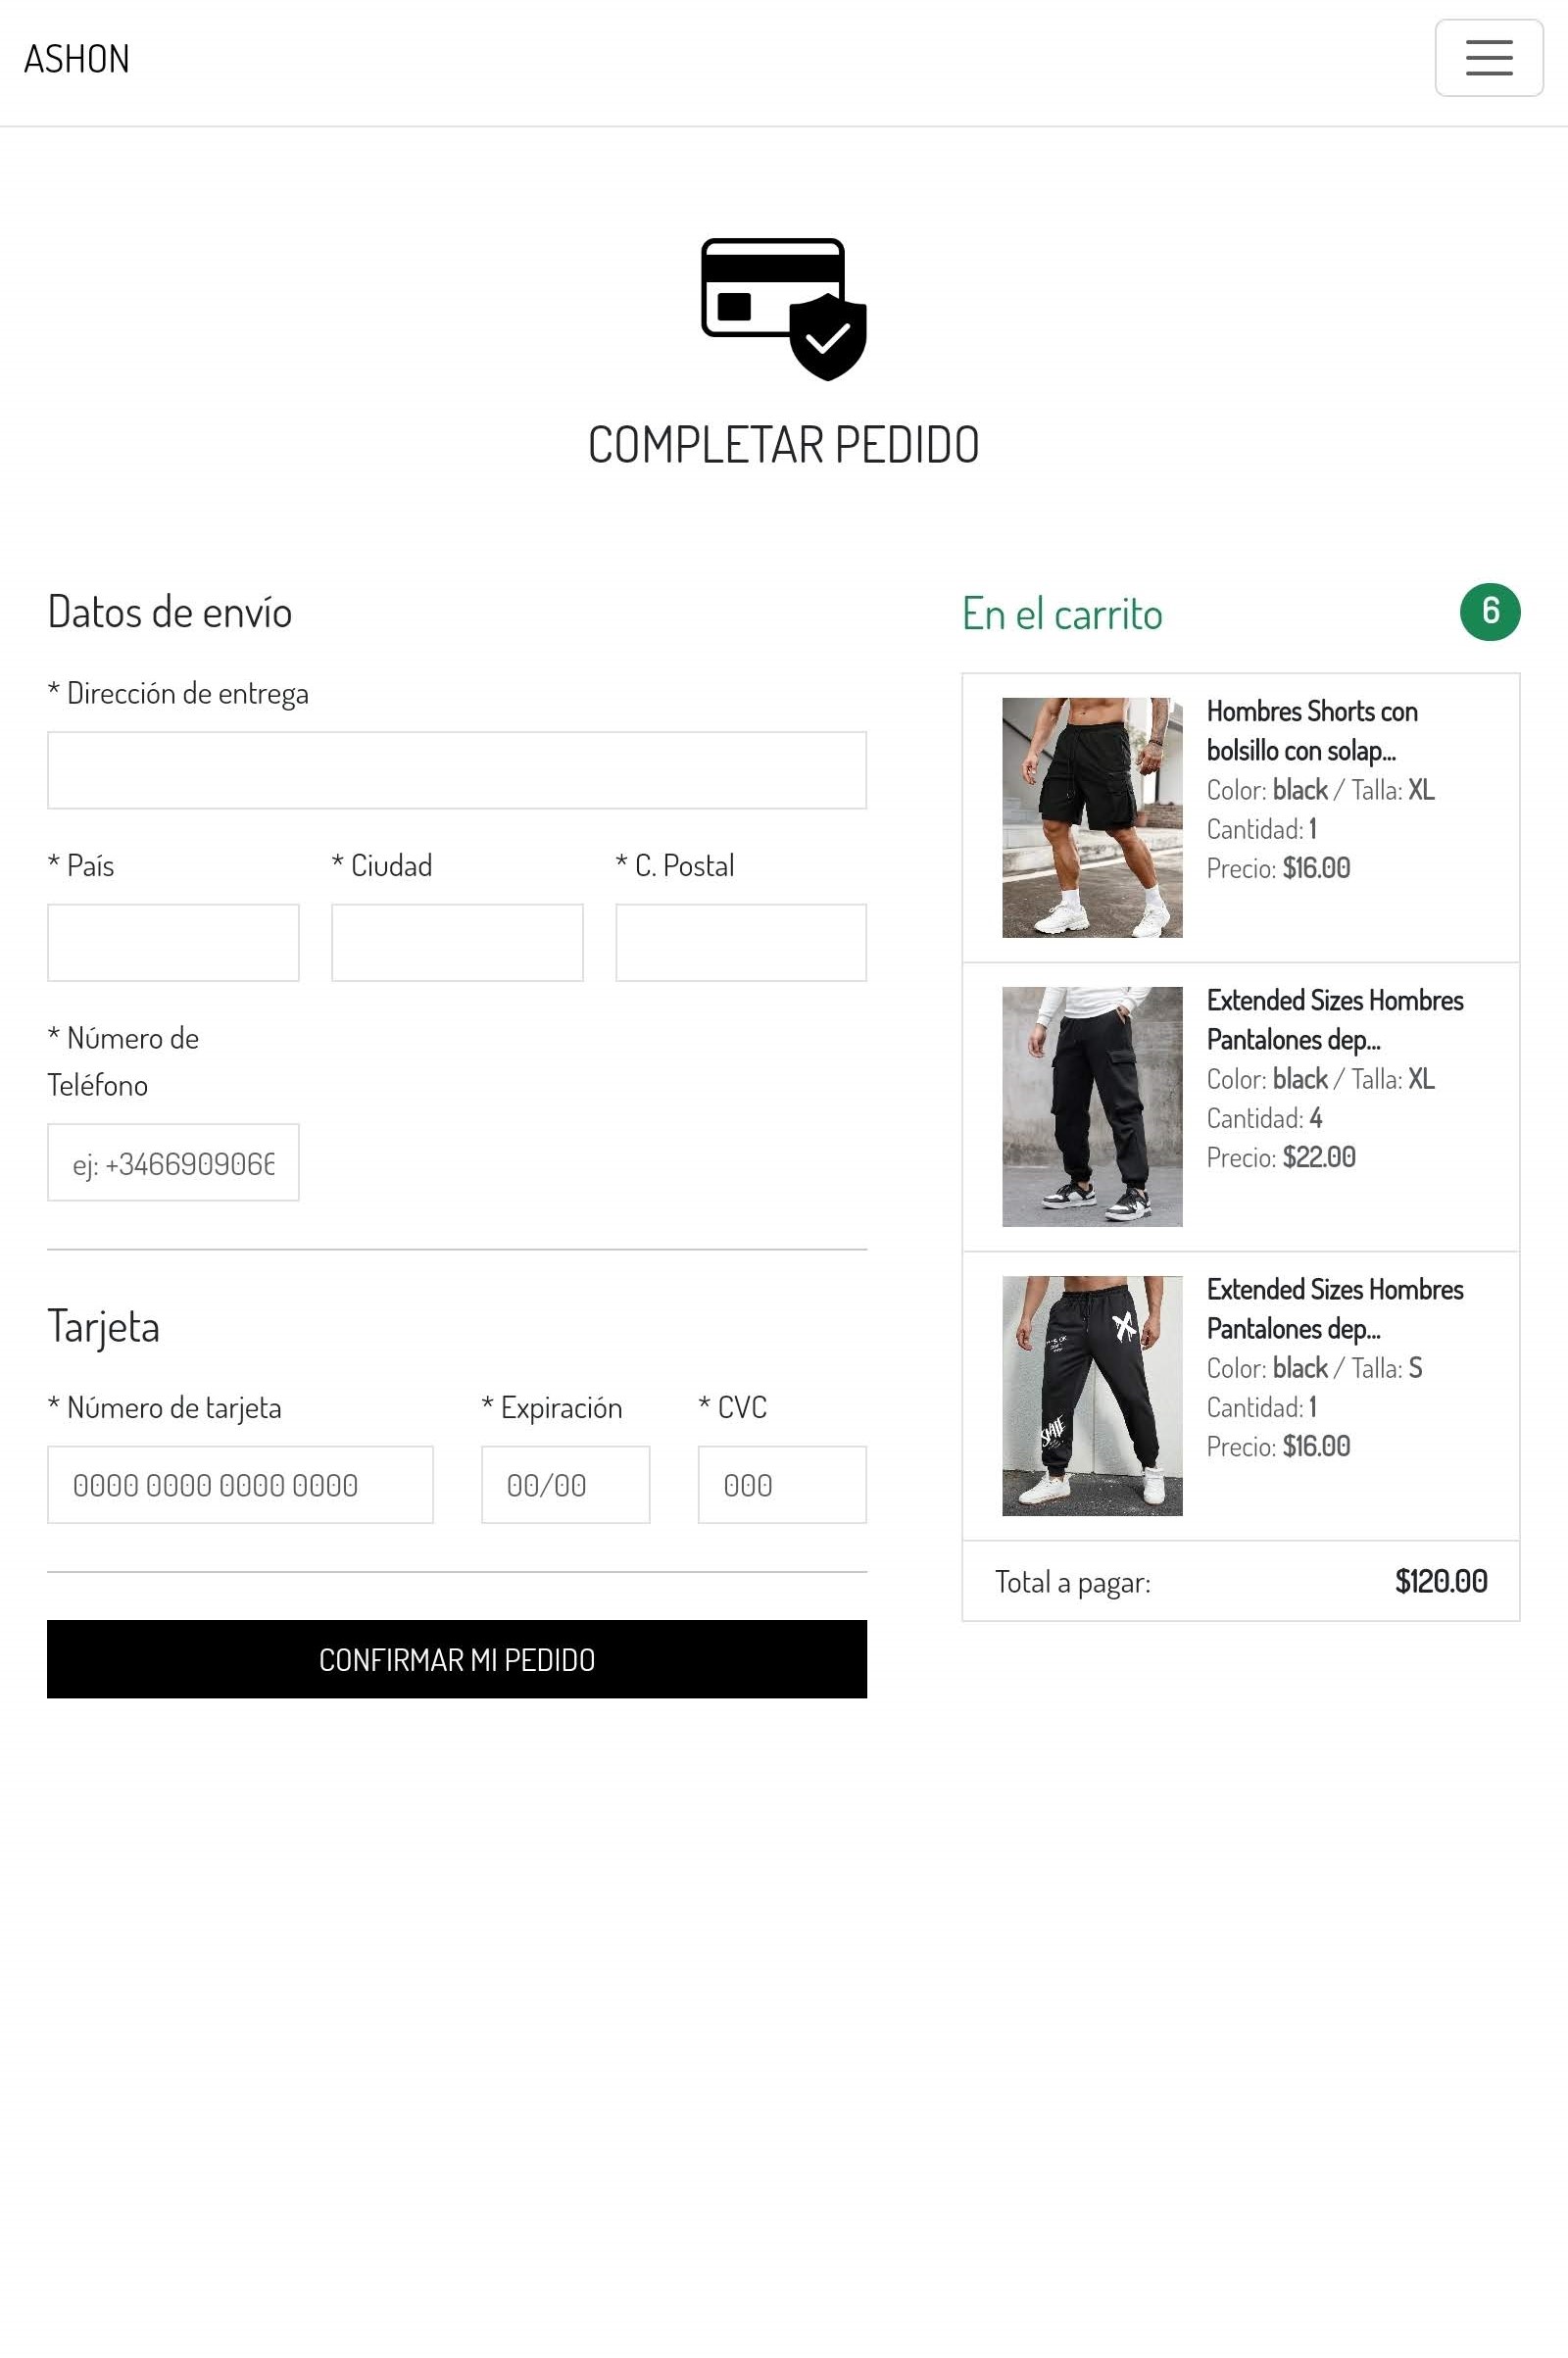 ASHON
COMPLETAR PEDIDO
Datos de envío
* Dirección de entrega
* País
* Ciudad
* C. Postal
* Número de
Teléfono
ej: +3466909066
Tarjeta
* Número de tarjeta
* Expiración
* CVC
0000 0000 0000 0000
00/00
000
CONFIRMAR MI PEDIDO
En el carrito
6
Hombres Shorts con
bolsillo con solap...
Color: black / Talla: XL
Cantidad: 1
Precio: $16.00
Extended Sizes Hombres
Pantalones dep...
Color: black / Talla: XL
Cantidad: 4
Precio: $22.00
Extended Sizes Hombres
Pantalones dep...
Color: black / Talla: S
Cantidad: 1
Precio: $16.00
SKATE
Total a pagar:
$120.00